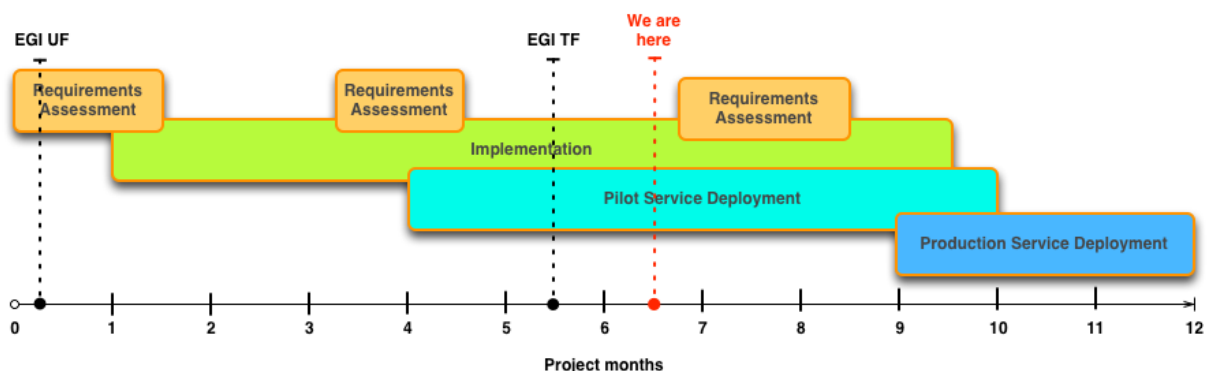 EGI UF
EGI TF
We are
here
Requirements
Assessment
Requirements
Assessment
Requirements
Assessment
Implementation
Pilot Service Deployment
Production Service Deployment
0 1 2 3 4 5 6 7 8 9 10 11 12
Project months